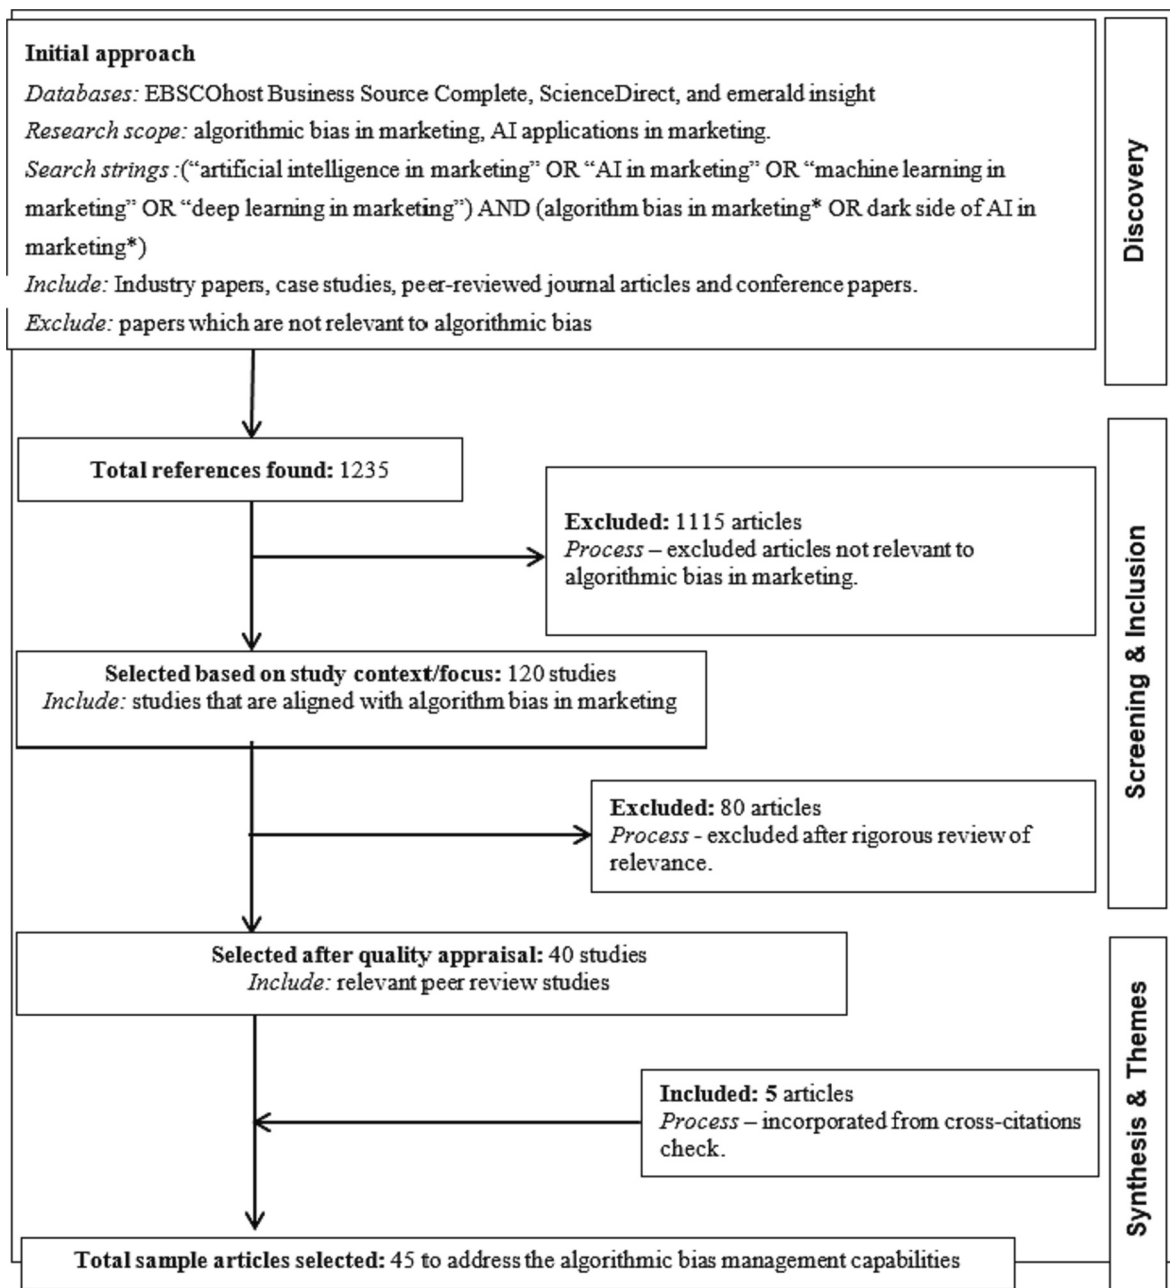 Initial approach
Databases: EBSCOhost Business Source Complete, ScienceDirect, and emerald insight
Research scope: algorithmic bias in marketing, AI applications in marketing.
Search strings :(“artificial intelligence in marketing” OR “AI in marketing” OR “machine learning in
marketing” OR “deep learning in marketing”) AND (algorithm bias in marketing* OR dark side of AI in
marketing*)
Include: Industry papers, case studies, peer-reviewed journal articles and conference papers.
Exclude: papers which are not relevant to algorithmic bias
Discovery
Total references found: 1235
Excluded: 1115 articles
Process – excluded articles not relevant to
algorithmic bias in marketing.
Selected based on study context/focus: 120 studies
Include: studies that are aligned with algorithm bias in marketing
Excluded: 80 articles
Process - excluded after rigorous review of
relevance.
Screening & Inclusion
Selected after quality appraisal: 40 studies
Include: relevant peer review studies
Included: 5 articles
Process – incorporated from cross-citations
check.
Total sample articles selected: 45 to address the algorithmic bias management capabilities
Synthesis & Themes